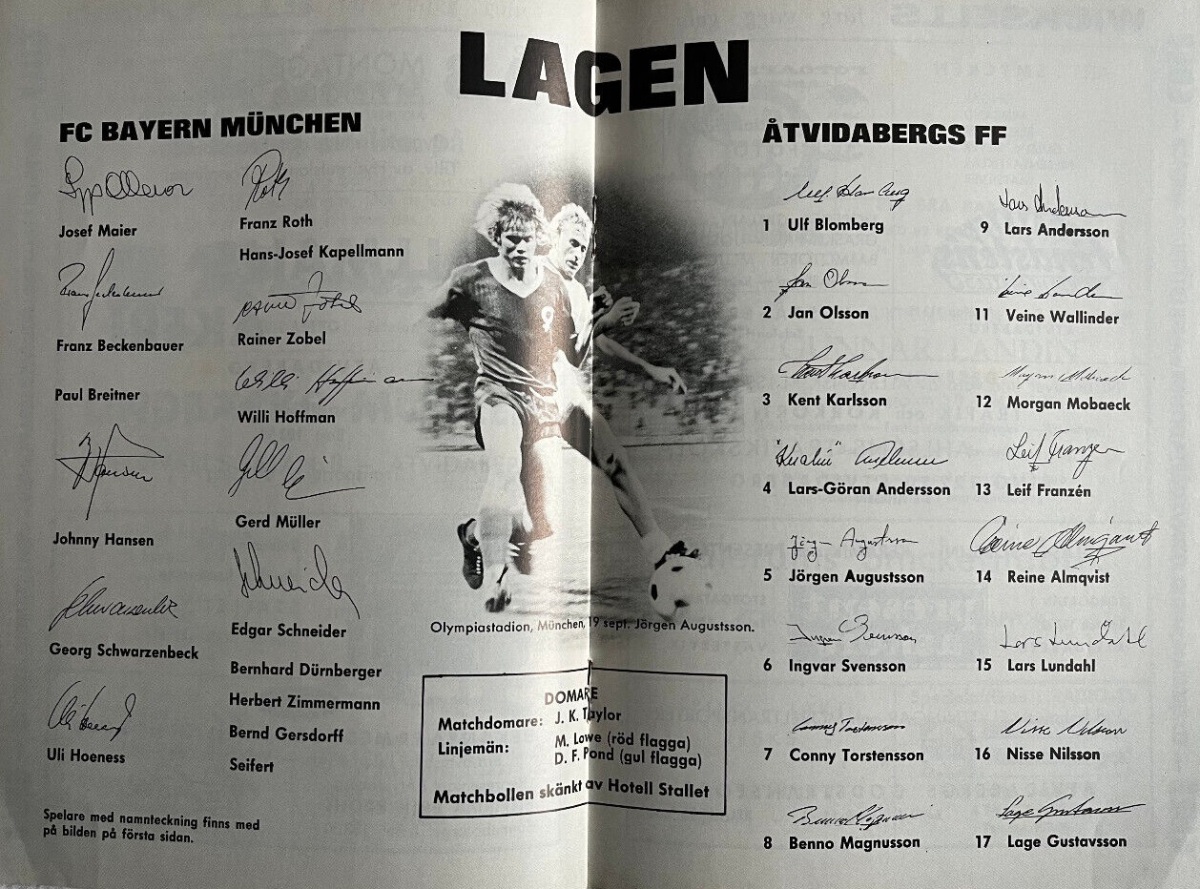 LAGEN
FC BAYERN MÜNCHEN
Josef Maier
Franz Beckenbauer
Paul Breitner
Johnny Hansen
Georg Schwarzenbeck
Uli Hoeness
Franz Roth
Hans-Josef Kapellmann
Rainer Zobel
Willi Hoffman
Gerd Müller
Edgar Schneider
Bernhard Dürnberger
Herbert Zimmermann
Bernd Gersdorff
Seifert
Spelare med namnteckning finns med
på bilden på första sidan.
9
Olympiastadion, München, 19 sept. Jörgen Augustsson.
DOMARE
Matchdomare: J. K. Taylor
Linjemän: M. Lowe (röd flagga)
D. F. Pond (gul flagga)
Matchbollen skänkt av Hotell Stallet
ÅTVIDABERGS FF
1 Ulf Blomberg
2 Jan Olsson
3 Kent Karlsson
4 Lars-Göran Andersson
5 Jörgen Augustsson
6 Ingvar Svensson
7 Conny Torstensson
8 Benno Magnusson
9 Lars Andersson
11 Veine Wallinder
12 Morgan Mobaeck
13 Leif Franzén
14 Reine Almqvist
15 Lars Lundahl
16 Nisse Nilsson
17 Lage Gustavsson